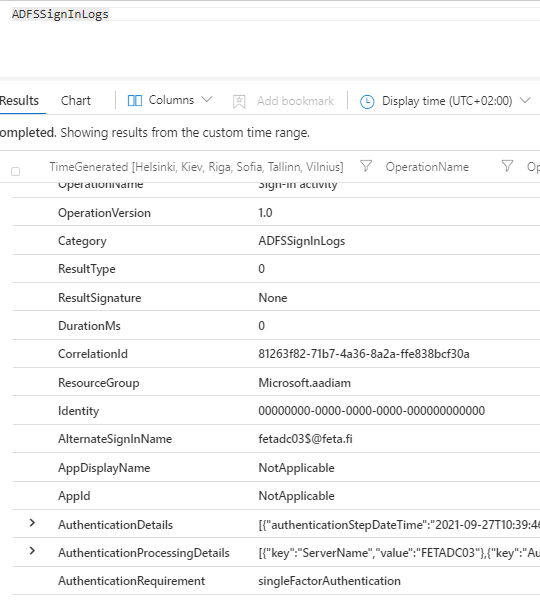 ADFSSignInLogs
Results Chart Columns Add bookmark Display time (UTC+02:00)
ompleted. Showing results from the custom time range.
TimeGenerated [Helsinki, Kiev, Riga, Sofia, Tallinn, Vilnius] OperationName Op
OperationName Sign-in activity
OperationVersion 1.0
Category ADFSSignInLogs
ResultType 0
ResultSignature None
DurationMs 0
CorrelationId 81263f82-71b7-4a36-8a2a-ffe838bcf30a
ResourceGroup Microsoft.aadiam
Identity 00000000-0000-0000-0000-000000000000
AlternateSignInName fetadc03$@feta.fi
AppDisplayName NotApplicable
AppId NotApplicable
AuthenticationDetails [{"authenticationStepDateTime":"2021-09-27T10:39:46
AuthenticationProcessingDetails [{"key":"ServerName","value":"FETADC03"},{"key":"Au
AuthenticationRequirement singleFactorAuthentication